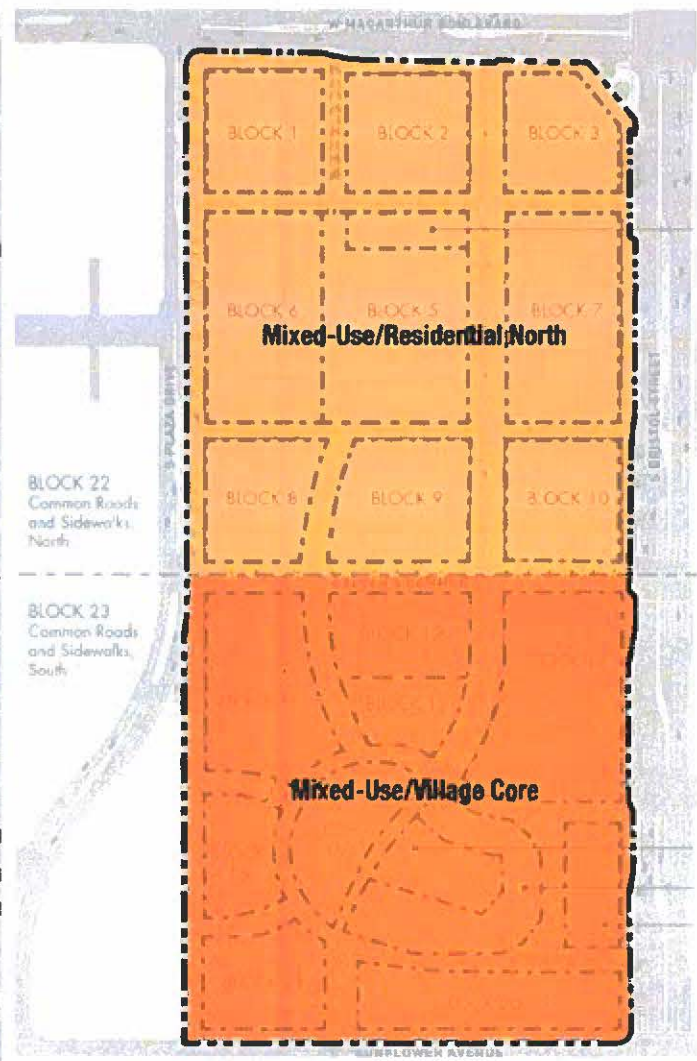 W MACARTHUR BOULEVARD
BLOCK 1
BLOCK 2
BLOCK 3
BLOCK 6
BLOCK 5
BLOCK 7
Mixed-Use/Residential North
S PLAZA DRIVE
S BRISTOL STREET
BLOCK 22
Common Roads
and Sidewalks,
North
BLOCK 8
BLOCK 9
BLOCK 10
BLOCK 23
Common Roads
and Sidewalks,
South
BLOCK 12
Mixed-Use/Village Core
SUNFLOWER AVENUE